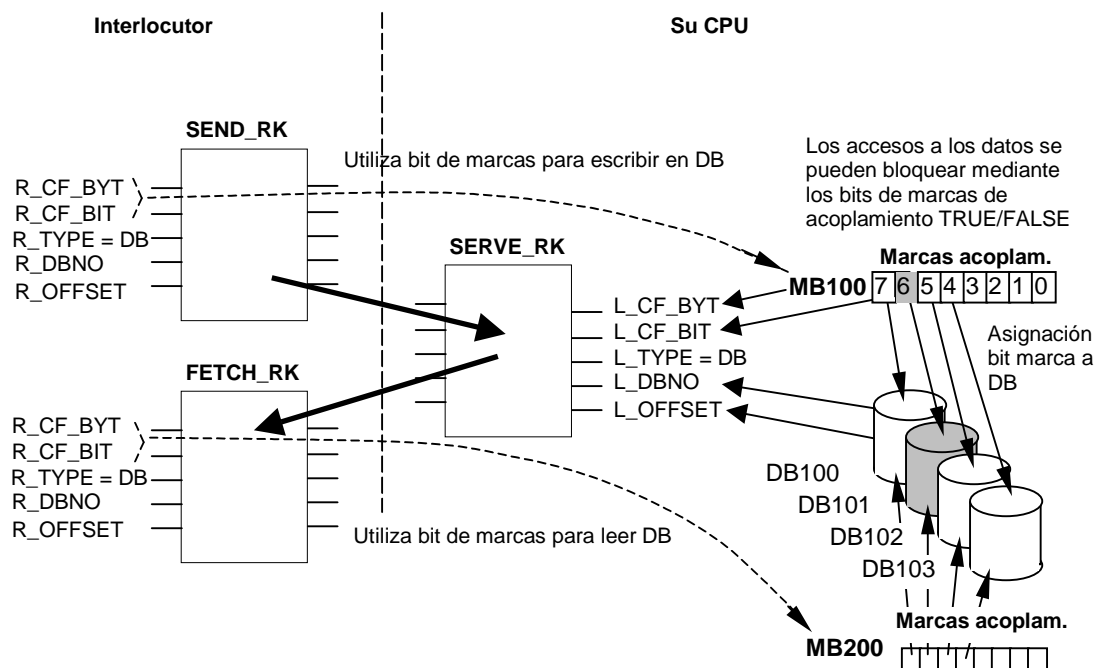 Interlocutor
Su CPU
SEND_RK
R_CF_BYT
R_CF_BIT
R_TYPE = DB
R_DBNO
R_OFFSET
Utiliza bit de marcas para escribir en DB
Los accesos a los datos se
pueden bloquear mediante
los bits de marcas de
acoplamiento TRUE/FALSE
SERVE_RK
L_CF_BYT
L_CF_BIT
L_TYPE = DB
L_DBNO
L_OFFSET
Marcas acoplam.
MB100 7 6 5 4 3 2 1 0
Asignación
bit marca a
DB
FETCH_RK
R_CF_BYT
R_CF_BIT
R_TYPE = DB
R_DBNO
R_OFFSET
Utiliza bit de marcas para leer DB
DB100
DB101
DB102
DB103
Marcas acoplam.
MB200